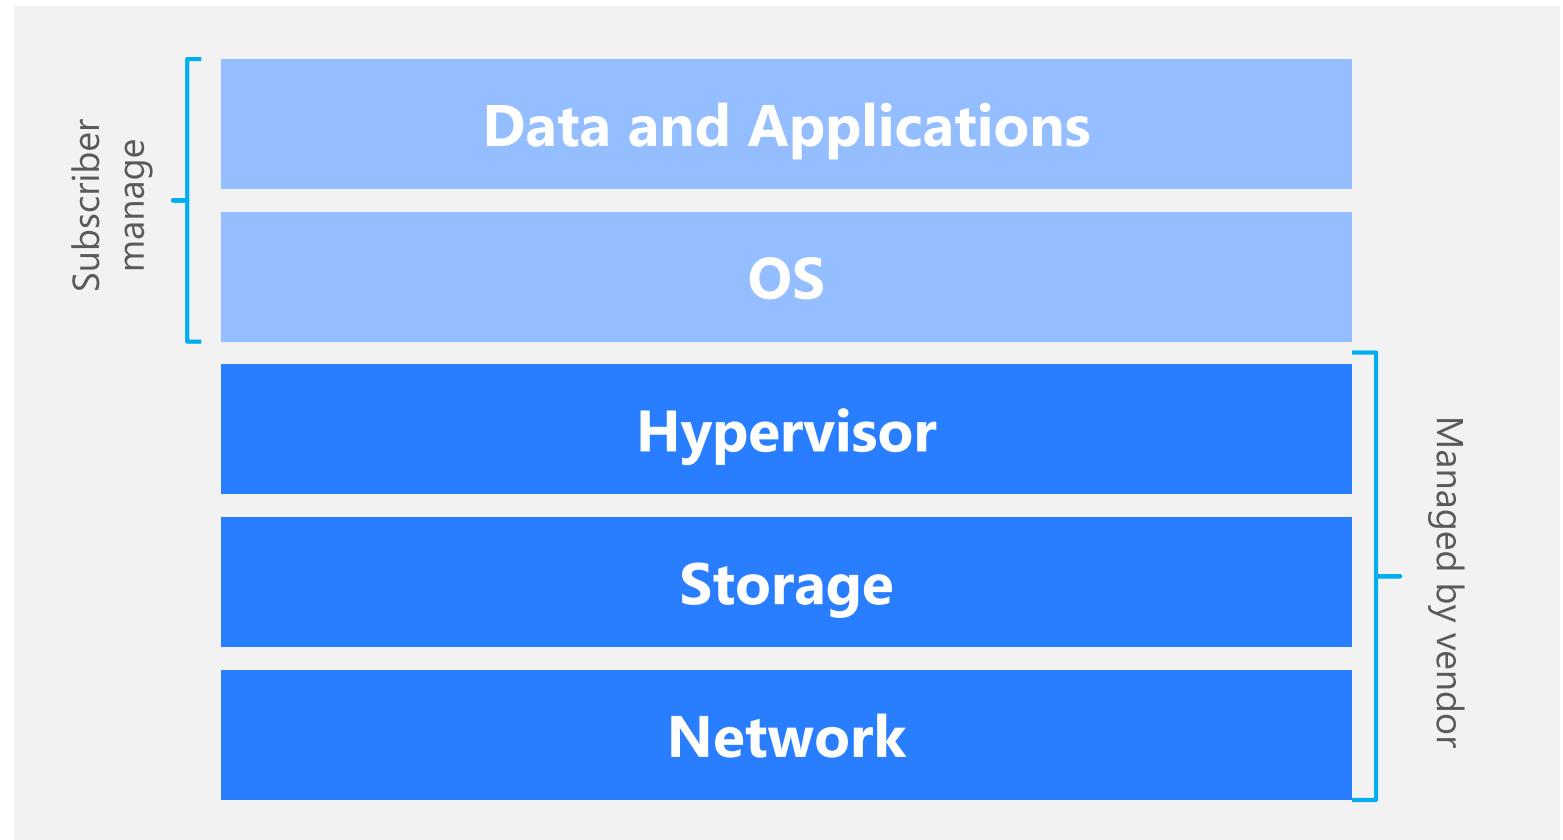 Subscriber
manage
Data and Applications
OS
Hypervisor
Storage
Network
Managed by vendor